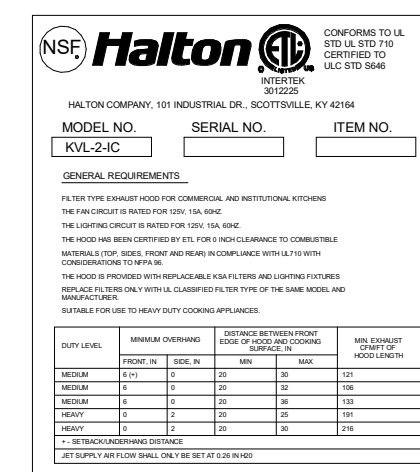 NSF®
Halton
ETL
LISTED
US
INTERTEK
3012225
CONFORMS TO UL
STD UL STD 710
CERTIFIED TO
ULC STD S646
HALTON COMPANY, 101 INDUSTRIAL DR., SCOTTSVILLE, KY 42164
MODEL NO. SERIAL NO. ITEM NO.
KVL-2-IC
GENERAL REQUIREMENTS
FILTER TYPE EXHAUST HOOD FOR COMMERCIAL AND INSTITUTIONAL KITCHENS
THE FAN CIRCUIT IS RATED FOR 125V, 15A, 60HZ.
THE LIGHTING CIRCUIT IS RATED FOR 125V, 15A, 60HZ.
THE HOOD HAS BEEN CERTIFIED BY ETL FOR 0 INCH CLEARANCE TO COMBUSTIBLE
MATERIALS (TOP, SIDES, FRONT AND REAR) IN COMPLIANCE WITH UL710 WITH
CONSIDERATIONS TO NFPA 96.
THE HOOD IS PROVIDED WITH REPLACEABLE KSA FILTERS AND LIGHTING FIXTURES
REPLACE FILTERS ONLY WITH UL CLASSIFIED FILTER TYPE OF THE SAME MODEL AND
MANUFACTURER.
SUITABLE FOR USE TO HEAVY DUTY COOKING APPLIANCES.
DUTY LEVEL MINIMUM OVERHANG DISTANCE BETWEEN FRONT EDGE OF HOOD AND COOKING SURFACE, IN MIN. EXHAUST CFM/FT OF HOOD LENGTH
FRONT, IN SIDE, IN MIN MAX
MEDIUM 6 (+) 0 20 30 121
MEDIUM 6 0 20 32 106
MEDIUM 6 0 20 36 133
HEAVY 0 2 20 25 191
HEAVY 0 2 20 30 216
+ - SETBACK/UNDERHANG DISTANCE
JET SUPPLY AIR FLOW SHALL ONLY BE SET AT 0.26 IN H20